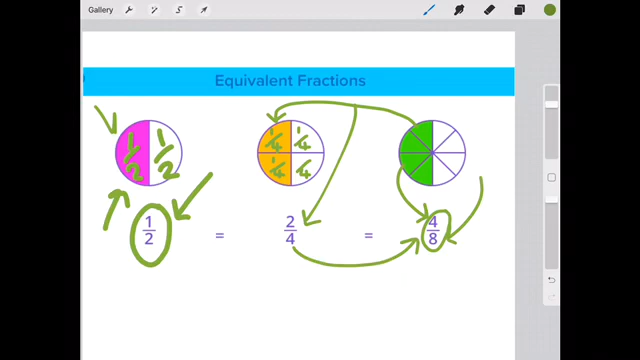 Gallery
Equivalent Fractions
1/2 1/2
1/4 1/4
1/4 1/4
1/2 = 2/4 = 4/8